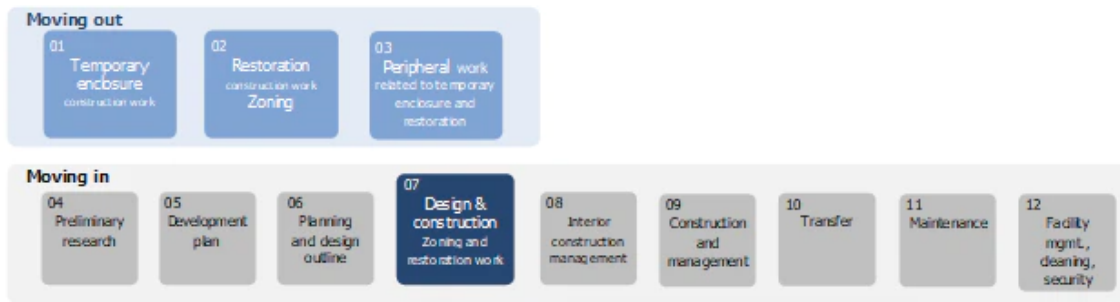 Moving out
01
Temporary
enclosure
construction work
02
Restoration
construction work
Zoning
03
Peripheral work
related to temporary
enclosure and
restoration
Moving in
04
Preliminary
research
05
Development
plan
06
Planning
and design
outline
07
Design &
construction
Zoning and
restoration work
08
Interior
construction
management
09
Construction
and
management
10
Transfer
11
Maintenance
12
Facility
mgmt.,
cleaning,
security